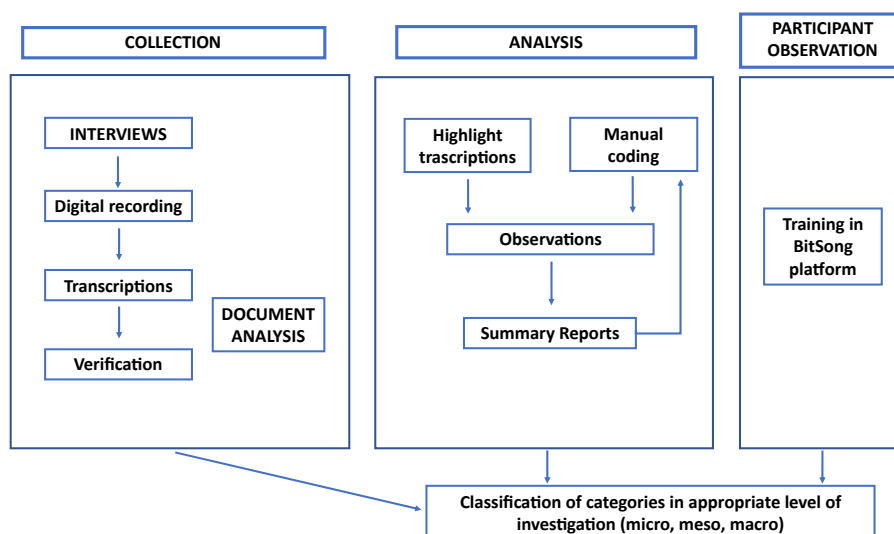 COLLECTION
INTERVIEWS
Digital recording
Transcriptions
DOCUMENT
ANALYSIS
Verification
ANALYSIS
Highlight
trascriptions
Manual
coding
Observations
Summary Reports
PARTICIPANT
OBSERVATION
Training in
BitSong
platform
Classification of categories in appropriate level of
investigation (micro, meso, macro)